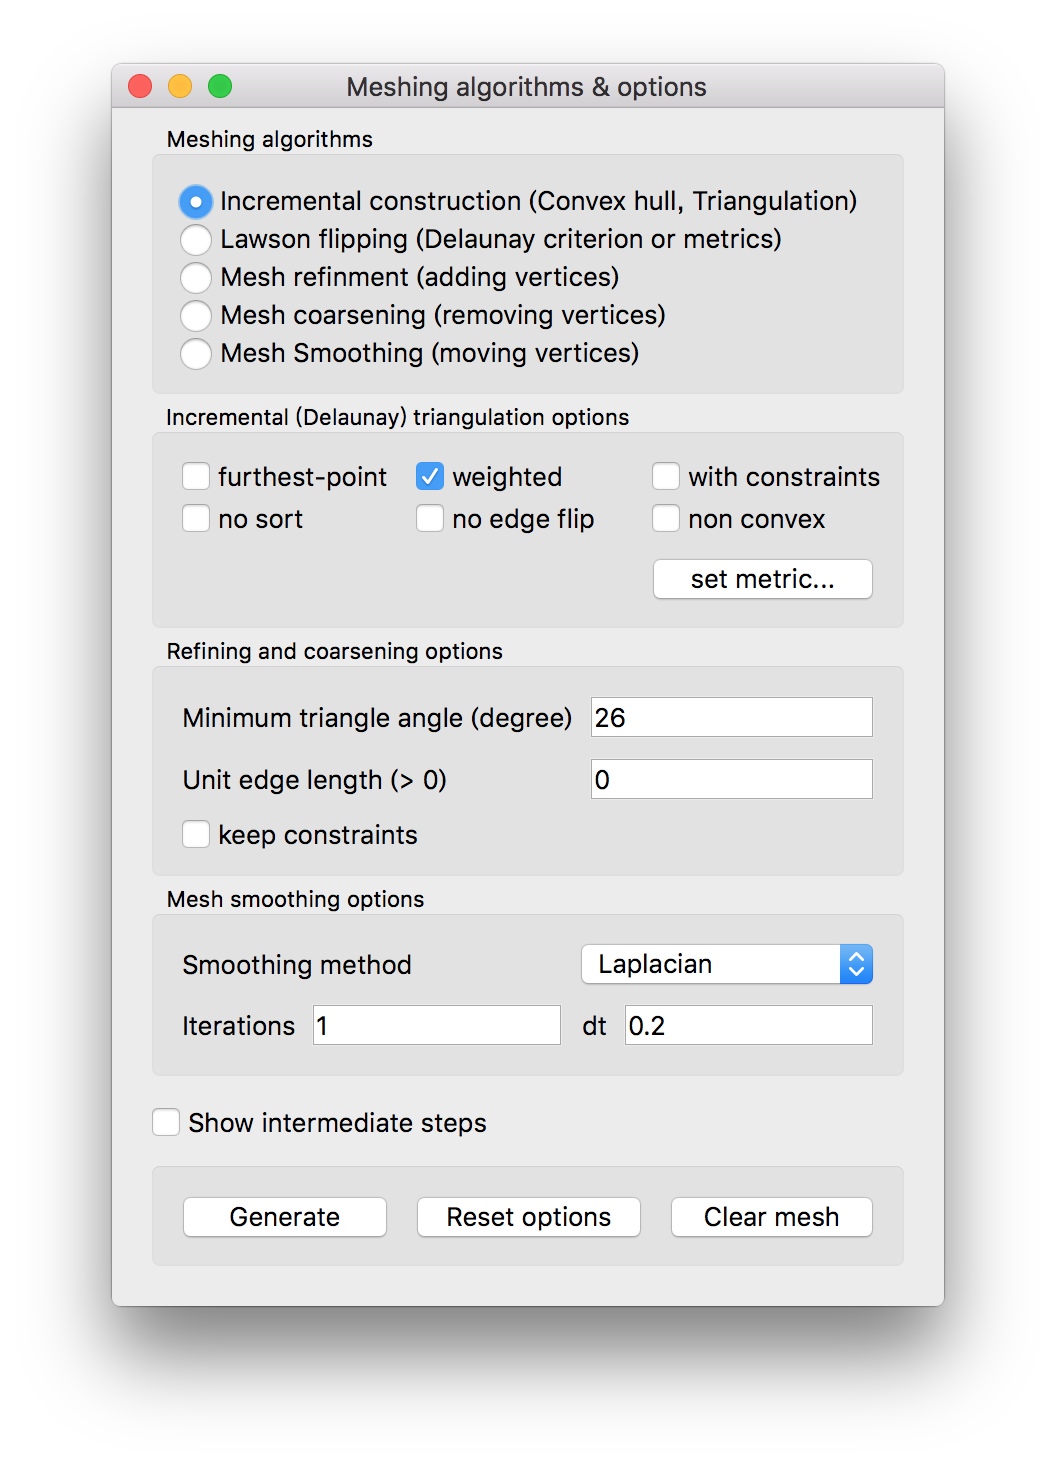 Meshing algorithms & options
Meshing algorithms
Incremental construction (Convex hull, Triangulation)
Lawson flipping (Delaunay criterion or metrics)
Mesh refinment (adding vertices)
Mesh coarsening (removing vertices)
Mesh Smoothing (moving vertices)
Incremental (Delaunay) triangulation options
furthest-point weighted with constraints
no sort no edge flip non convex
set metric...
Refining and coarsening options
Minimum triangle angle (degree) 26
Unit edge length (> 0) 0
keep constraints
Mesh smoothing options
Smoothing method Laplacian
Iterations 1 dt 0.2
Show intermediate steps
Generate Reset options Clear mesh